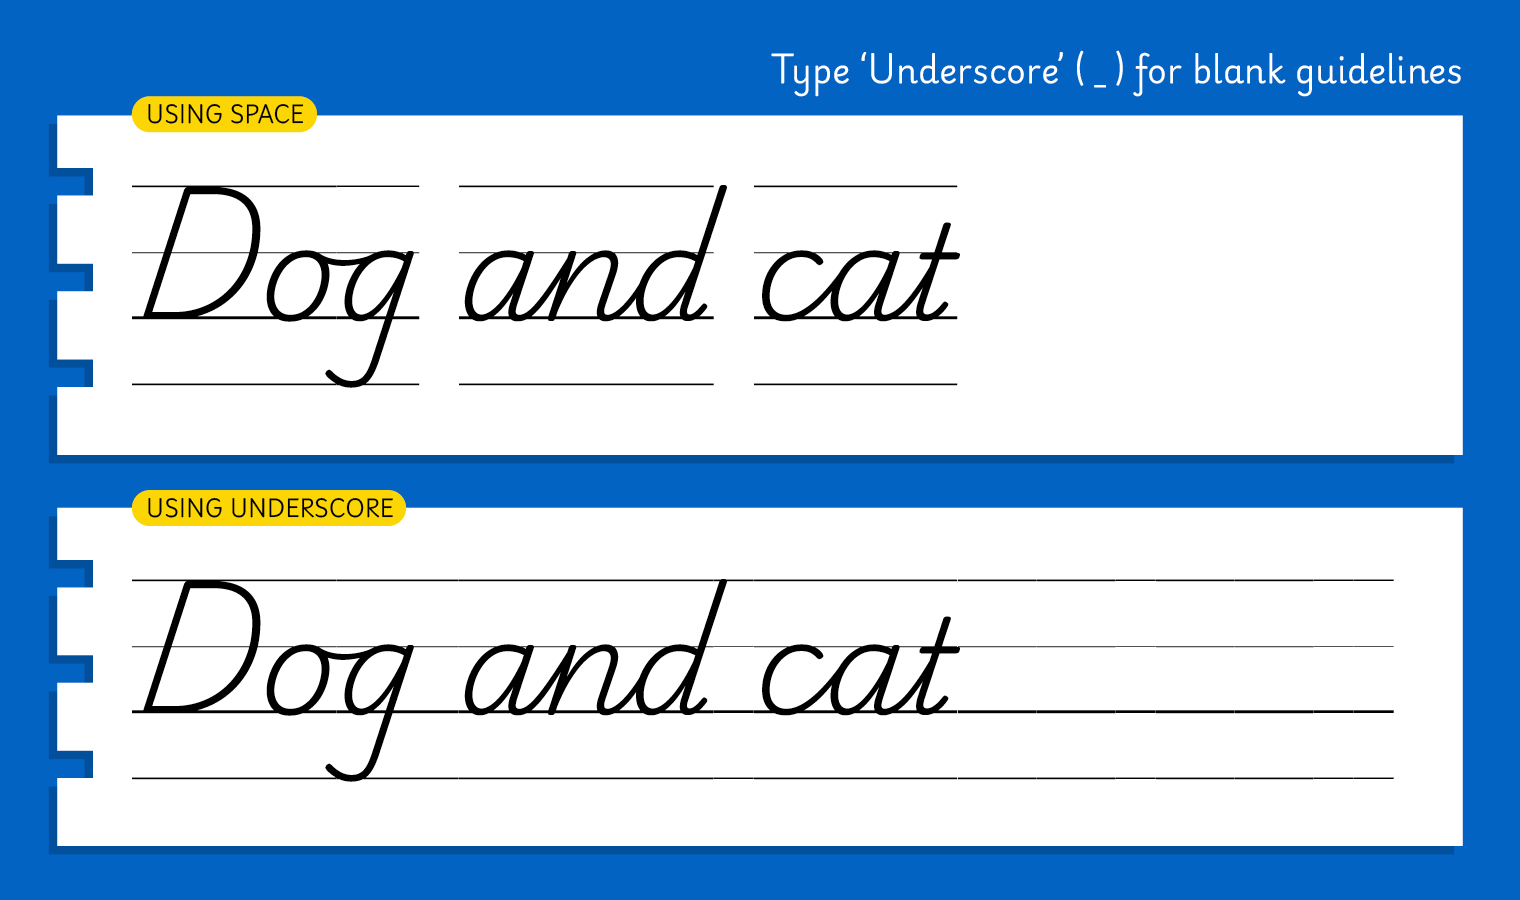 Type ‘Underscore’ ( _ ) for blank guidelines
USING SPACE
Dog and cat
USING UNDERSCORE
Dog and cat